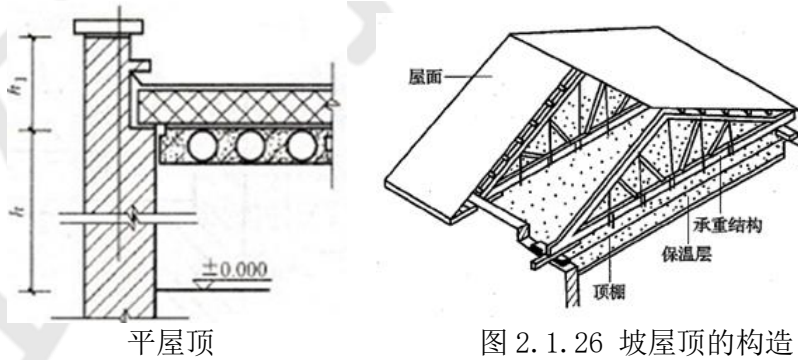 h₁
h
±0.000
平屋顶
屋面
承重结构
保温层
顶棚
图 2.1.26 坡屋顶的构造